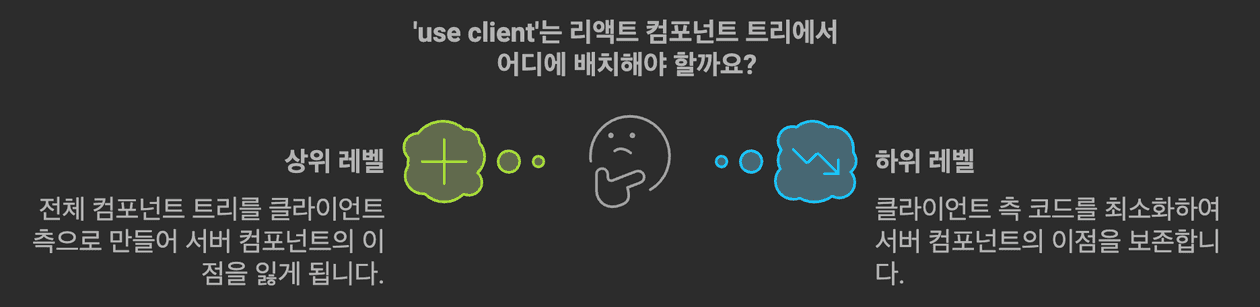 'use client'는 리액트 컴포넌트 트리에서
어디에 배치해야 할까요?
상위 레벨
전체 컴포넌트 트리를 클라이언트
측으로 만들어 서버 컴포넌트의 이
점을 잃게 됩니다.
하위 레벨
클라이언트 측 코드를 최소화하여
서버 컴포넌트의 이점을 보존합니
다.